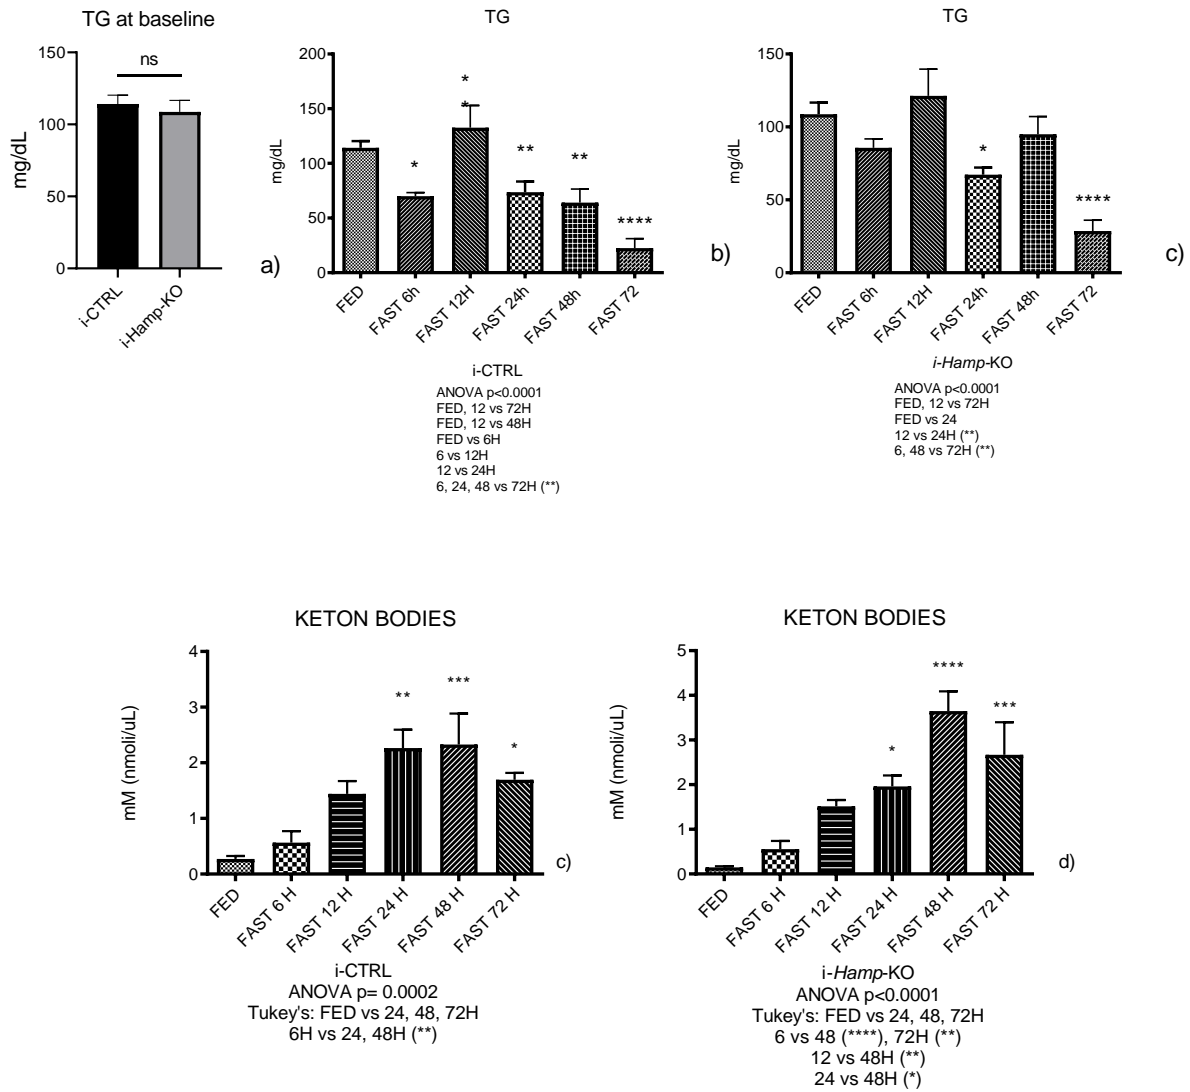 TG at baseline
150
100
50
0
mg/dL
ns
i-CTRL
i-Hamp-KO
a)
TG
200
150
100
50
0
mg/dL
*
*
*
**
**
****
FED
FAST 6h
FAST 12H
FAST 24h
FAST 48h
FAST 72
i-CTRL
ANOVA p<0.0001
FED, 12 vs 72H
FED, 12 vs 48H
FED vs 6H
6 vs 12H
12 vs 24H
6, 24, 48 vs 72H (**)
b)
TG
150
100
50
0
mg/dL
*
****
FED
FAST 6h
FAST 12H
FAST 24h
FAST 48h
FAST 72
i-Hamp-KO
ANOVA p<0.0001
FED, 12 vs 72H
FED vs 24
12 vs 24H (**)
6, 48 vs 72H (**)
c)
KETON BODIES
4
3
2
1
0
mM (nmoli/uL)
**
***
*
FED
FAST 6 H
FAST 12 H
FAST 24 H
FAST 48 H
FAST 72 H
i-CTRL
ANOVA p= 0.0002
Tukey's: FED vs 24, 48, 72H
6H vs 24, 48H (**)
c)
KETON BODIES
5
4
3
2
1
0
mM (nmoli/uL)
*
****
***
FED
FAST 6 H
FAST 12 H
FAST 24 H
FAST 48 H
FAST 72 H
i-Hamp-KO
ANOVA p<0.0001
Tukey's: FED vs 24, 48, 72H
6 vs 48 (****), 72H (**)
12 vs 48H (**)
24 vs 48H (*)
d)